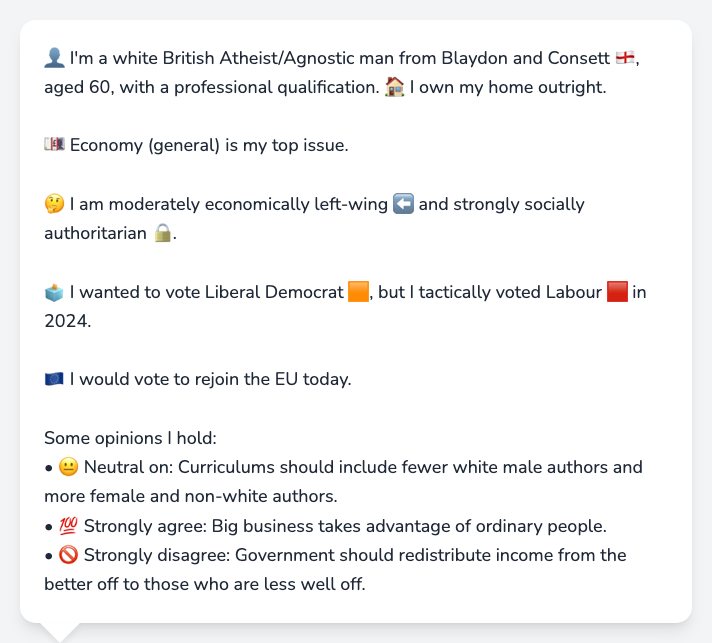 👤 I'm a white British Atheist/Agnostic man from Blaydon and Consett 🏴󠁧󠁢󠁥󠁮󠁧󠁿,
aged 60, with a professional qualification. 🏠 I own my home outright.
💷 Economy (general) is my top issue.
🤔 I am moderately economically left-wing ⬅️ and strongly socially
authoritarian 🔒.
🗳️ I wanted to vote Liberal Democrat 🟧, but I tactically voted Labour 🟥 in
2024.
🇪🇺 I would vote to rejoin the EU today.
Some opinions I hold:
• 😐 Neutral on: Curriculums should include fewer white male authors and
more female and non-white authors.
• 💯 Strongly agree: Big business takes advantage of ordinary people.
• 🚫 Strongly disagree: Government should redistribute income from the
better off to those who are less well off.